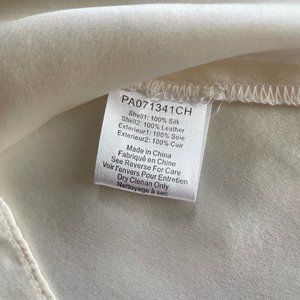 PA071341CH
Shell1: 100% Silk
Shell2: 100% Leather
Exterieur1: 100% Soie
Exterieur2: 100% Cuir
Made in China
Fabriqué en Chine
See Reverse For Care
Voir l'envers Pour Entretien
Dry Clenan Only
Nettoyage à sec